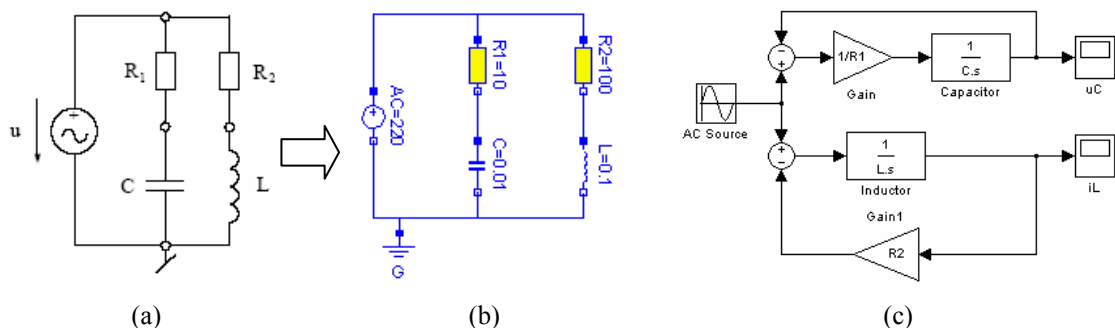 u
R₁
R₂
C
L
(a)
AC=220
R1=10
R2=100
C=0.01
L=0.1
G
(b)
AC Source
1/R1
Gain
1
C.s
Capacitor
uC
1
L.s
Inductor
iL
Gain1
R2
(c)